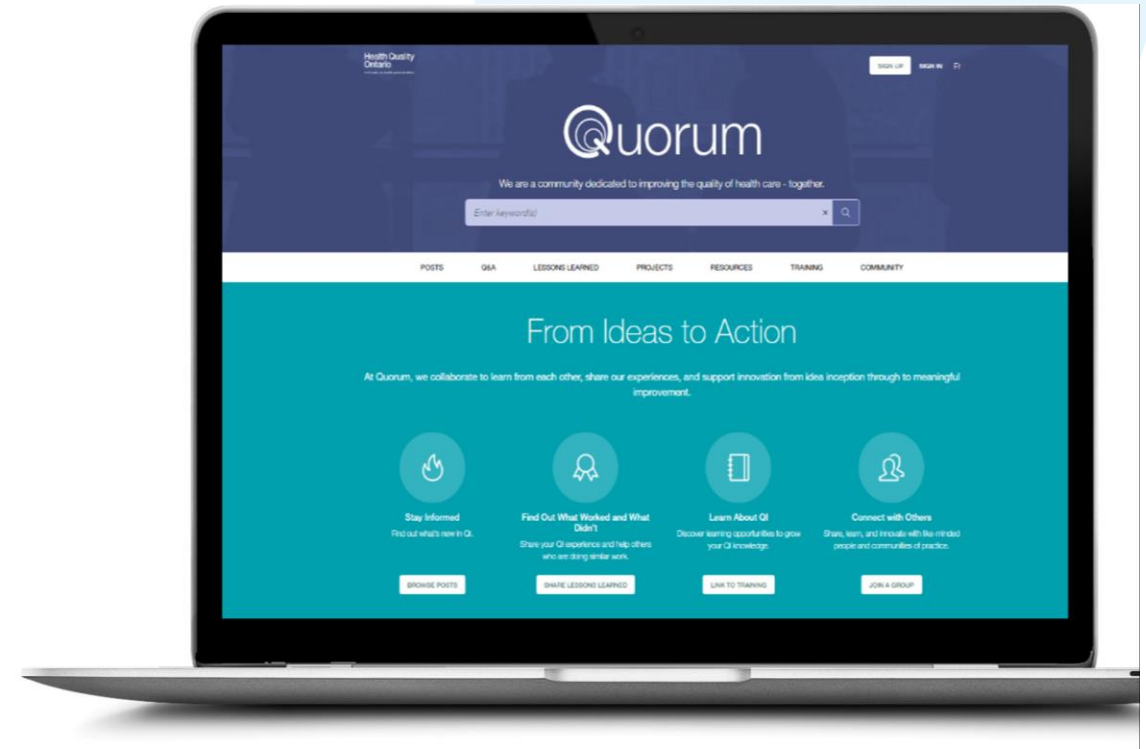 Health Quality
Ontario
SIGN UP SIGN IN Fr
Quorum
We are a community dedicated to improving the quality of health care - together.
Enter keyword(s)
POSTS Q&A LESSONS LEARNED PROJECTS RESOURCES TRAINING COMMUNITY
From Ideas to Action
At Quorum, we collaborate to learn from each other, share our experiences, and support innovation from idea inception through to meaningful
improvement.
Stay Informed
Find out what's new in QI.
BROWSE POSTS
Find Out What Worked and What
Didn't
Share your QI experience and help others
who are doing similar work.
SHARE LESSONS LEARNED
Learn About QI
Discover learning opportunities to grow
your QI knowledge.
LINK TO TRAINING
Connect with Others
Share, learn, and innovate with like minded
people and communities of practice.
JOIN A GROUP